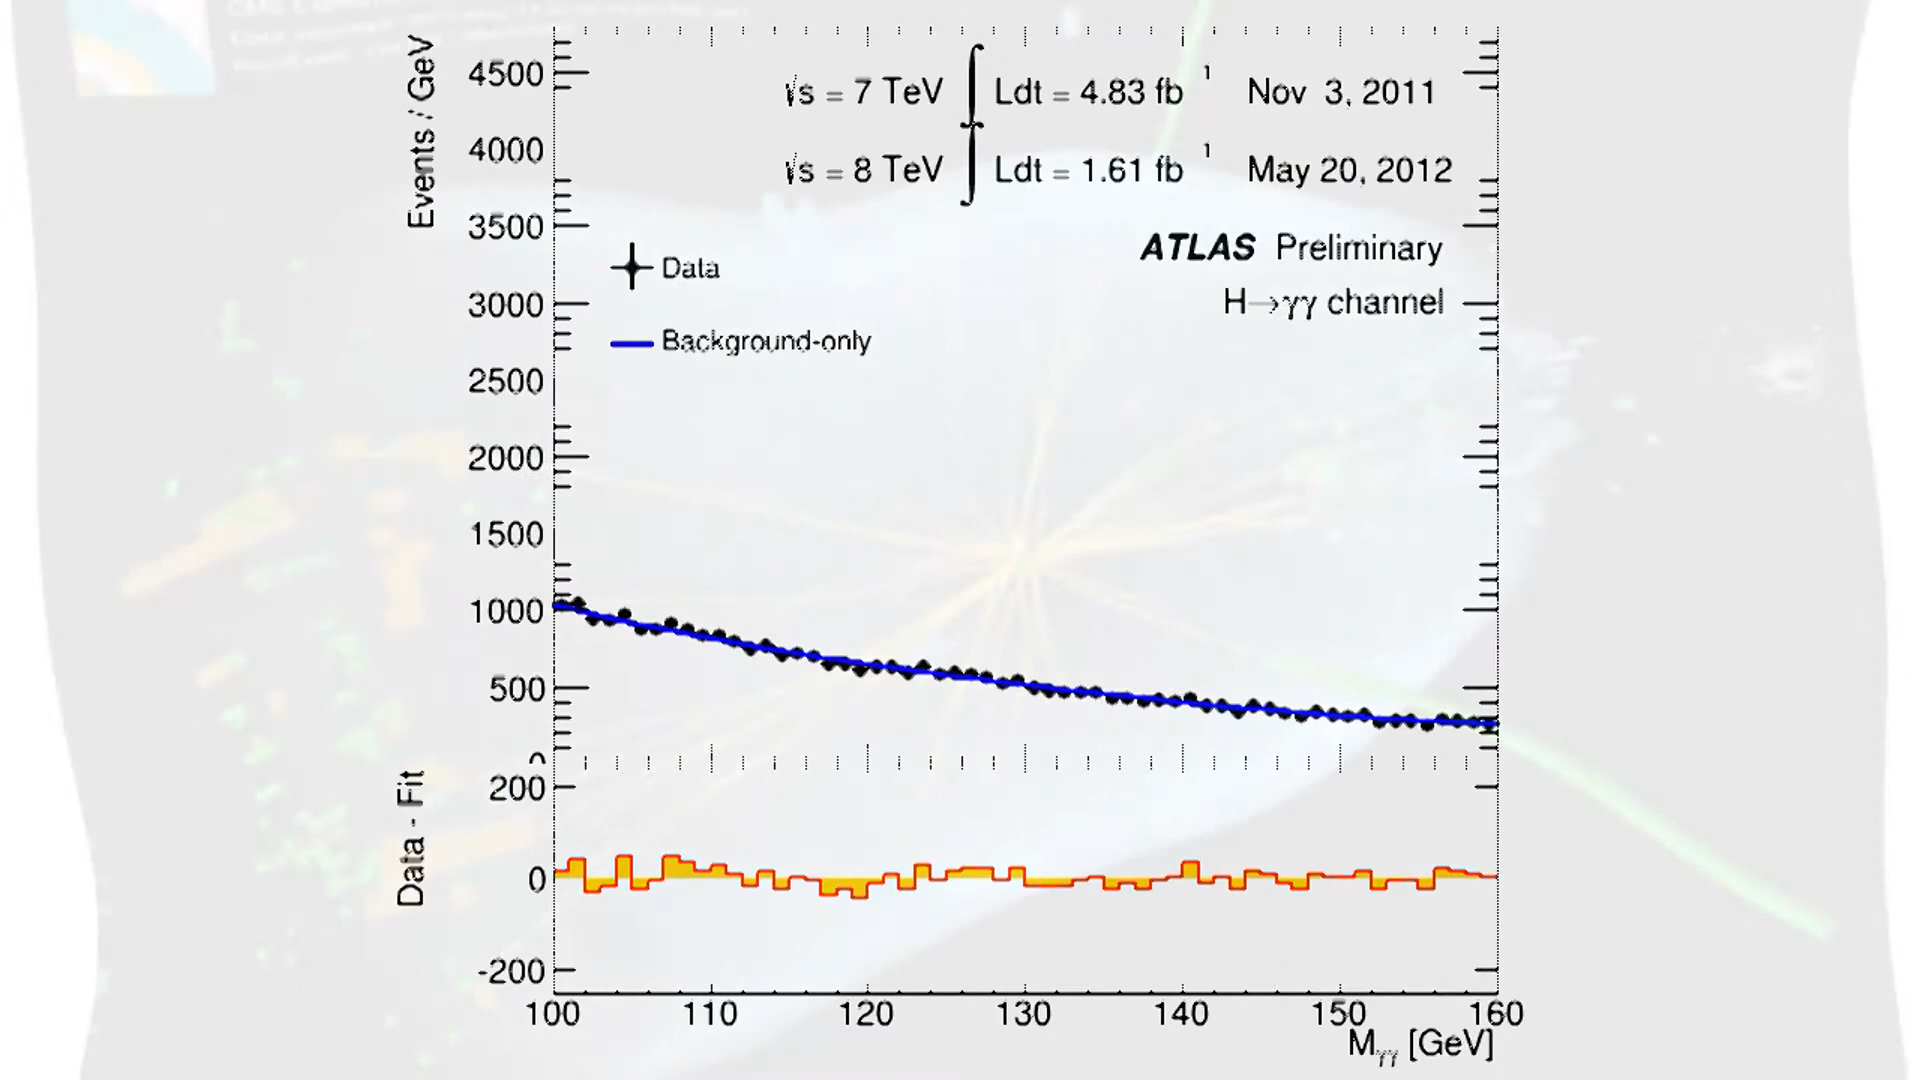 Events / GeV
4500
4000
3500
3000
2500
2000
1500
1000
500
0
√s = 7 TeV ∫ Ldt = 4.83 fb 1 Nov 3, 2011
√s = 8 TeV ∫ Ldt = 1.61 fb 1 May 20, 2012
ATLAS Preliminary
H→γγ channel
Data
Background-only
Data - Fit
200
0
-200
100 110 120 130 140 150 160
Mγγ [GeV]